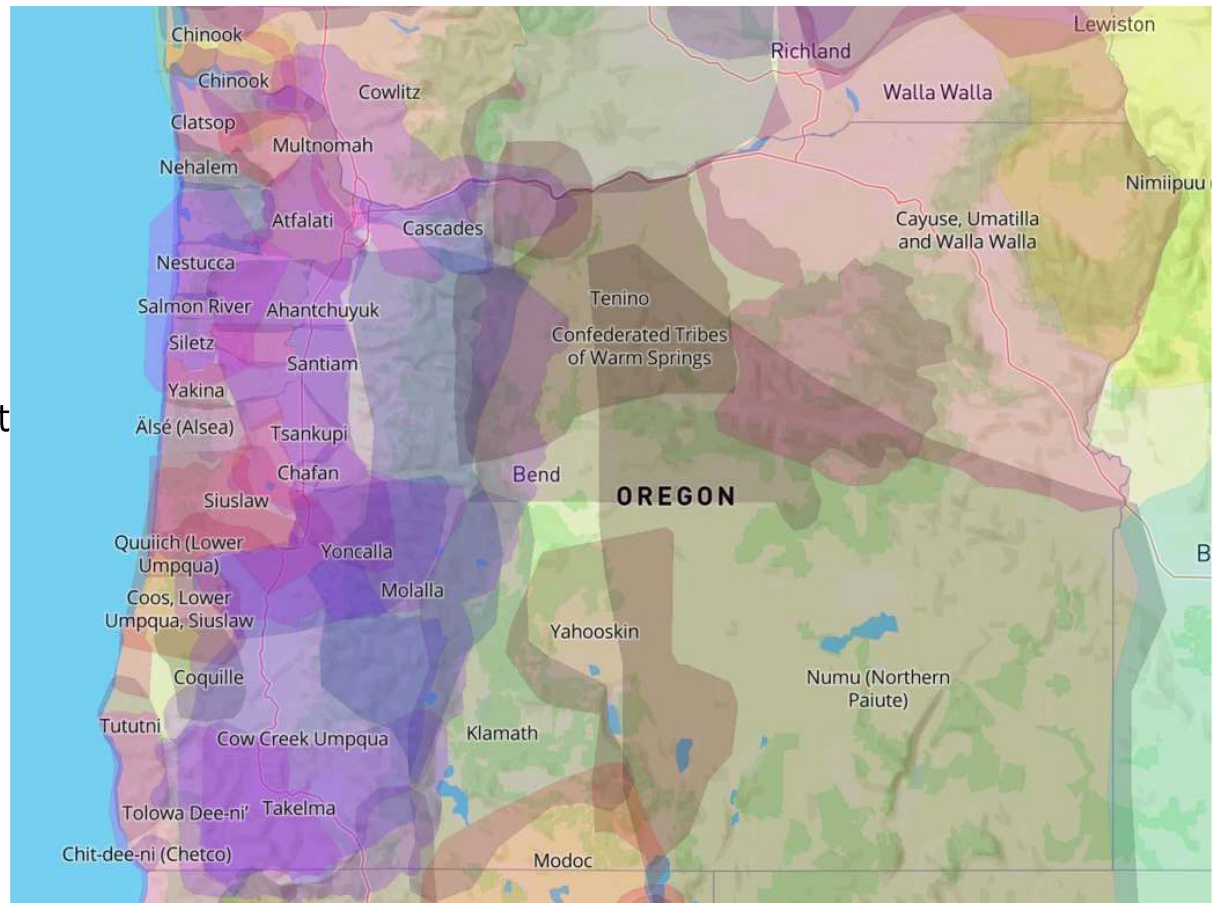 Chinook
Lewiston
Richland
Chinook
Cowlitz
Walla Walla
Clatsop
Multnomah
Nehalem
Nimiipuu (
Atfalati
Cascades
Cayuse, Umatilla
and Walla Walla
Nestucca
Salmon River
Ahantchuyuk
Tenino
Siletz
Santiam
Confederated Tribes
of Warm Springs
Yakina
t
Älsé (Alsea)
Tsankupi
Chafan
Bend
Siuslaw
OREGON
Quuiich (Lower
Umpqua)
Yoncalla
B
Molalla
Coos, Lower
Umpqua, Siuslaw
Yahooskin
Coquille
Numu (Northern
Paiute)
Tututni
Cow Creek Umpqua
Klamath
Tolowa Dee-ni’
Takelma
Chit-dee-ni (Chetco)
Modoc